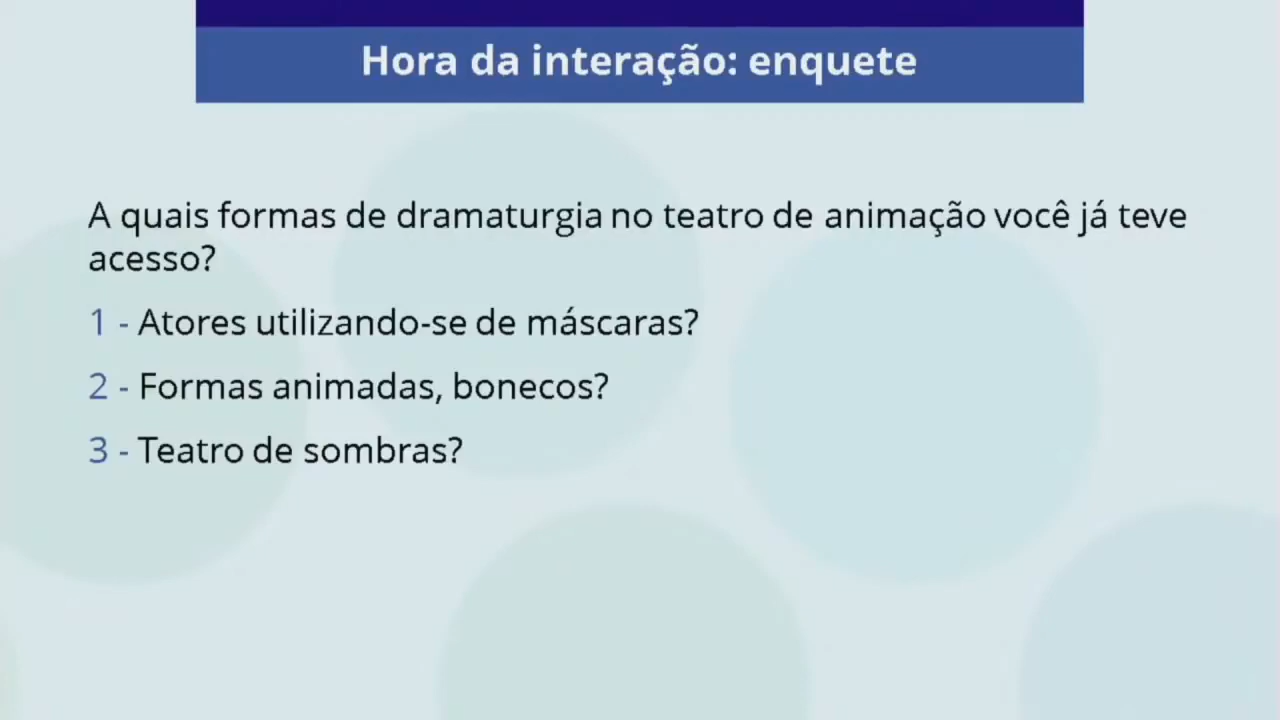 Hora da interação: enquete
A quais formas de dramaturgia no teatro de animação você já teve
acesso?
1 - Atores utilizando-se de máscaras?
2 - Formas animadas, bonecos?
3 - Teatro de sombras?